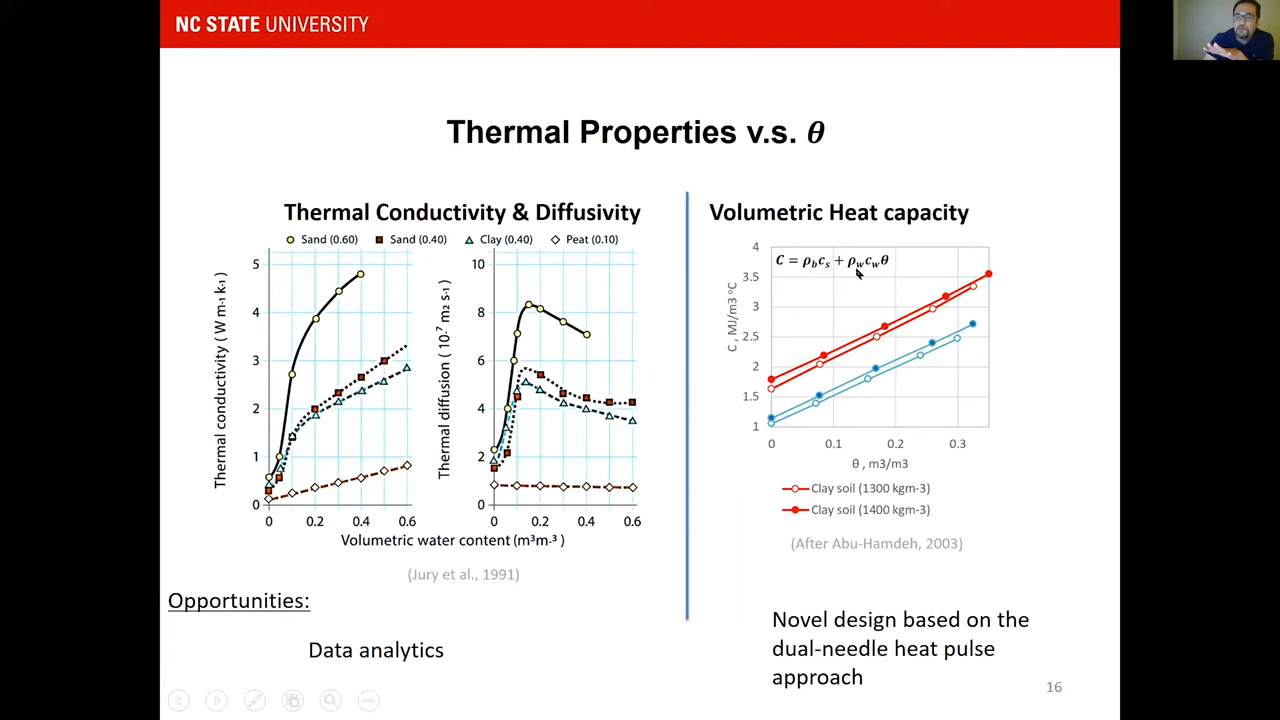 NC STATE UNIVERSITY
Thermal Properties v.s. θ
Thermal Conductivity & Diffusivity
Sand (0.60) Sand (0.40) Clay (0.40) Peat (0.10)
Thermal conductivity ( W m-1 k-1 )
5
4
3
2
1
0
0 0.2 0.4 0.6
Thermal diffusion ( 10-7 m2 s-1 )
10
8
6
4
2
0
0 0.2 0.4 0.6
Volumetric water content (m³m-³ )
(Jury et al., 1991)
Opportunities:
Data analytics
Volumetric Heat capacity
C = ρbcs + ρwcwθ
C , MJ/m3 °C
4
3.5
3
2.5
2
1.5
1
0 0.1 0.2 0.3
θ , m3/m3
Clay soil (1300 kgm-3)
Clay soil (1400 kgm-3)
(After Abu-Hamdeh, 2003)
Novel design based on the
dual-needle heat pulse
approach
16